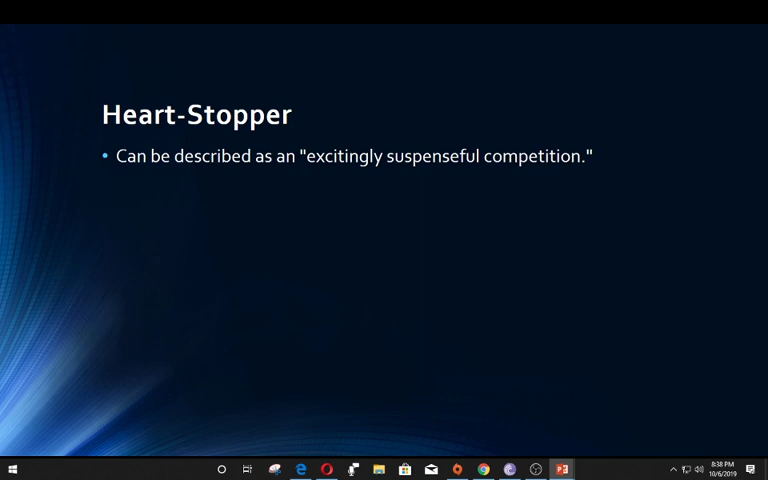 Heart-Stopper
• Can be described as an "excitingly suspenseful competition."
8:38 PM
10/6/2019